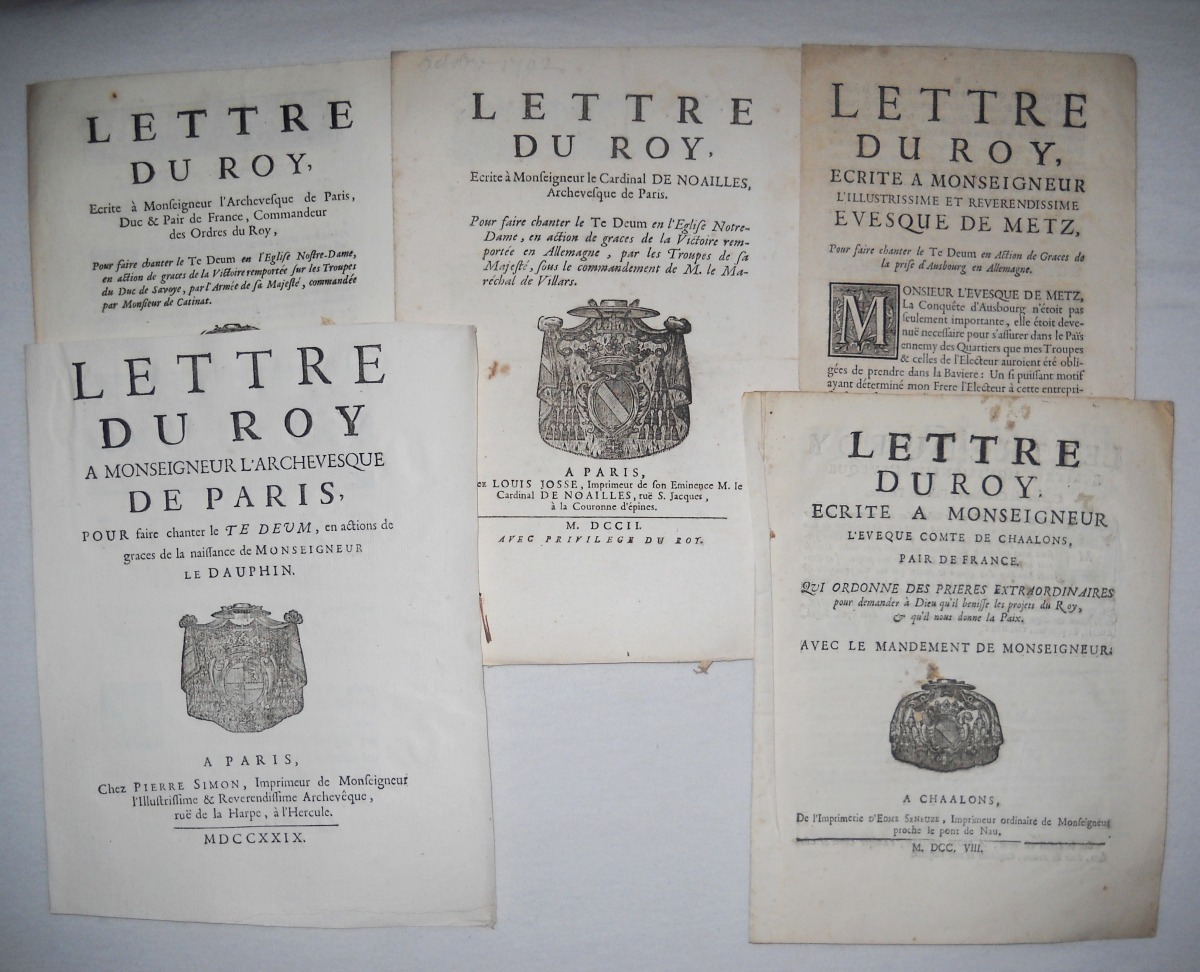 LETTRE
DU ROY,
Ecrite à Monſeigneur l'Archeveſque de Paris,
Duc & Pair de France, Commandeur
des Ordres du Roy,
Pour faire chanter le Te Deum en l'Egliſe Noſtre-Dame,
en action de graces de la Victoire remportée ſur les Troupes
du Duc de Savoye, par l'Armée de ſa Majeſté, commandée
par Monſieur de Catinat.
1702
LETTRE
DU ROY,
Ecrite à Monſeigneur le Cardinal DE NOAILLES,
Archeveſque de Paris.
Pour faire chanter le Te Deum en l'Egliſe Notre-
Dame, en action de graces de la Victoire rem-
portée en Allemagne, par les Troupes de ſa
Majeſté, ſous le commandement de M. le Ma-
réchal de Villars.
A PARIS,
ez LOUIS JOSSE, Imprimeur de ſon Eminence M. le
Cardinal DE NOAILLES, ruë S. Jacques,
à la Couronne d'épines.
M. DCCII.
AVEC PRIVILEGE DU ROY.
LETTRE
DU ROY,
ECRITE A MONSEIGNEUR
L'ILLUSTRISSIME ET REVERENDISSIME
EVESQUE DE METZ,
Pour faire chanter le Te Deum en Action de Graces de
la priſe d'Ausbourg en Allemagne.
MONSIEUR L'EVESQUE DE METZ,
La Conquête d'Ausbourg n'étoit pas
ſeulement importante, elle étoit deve-
nuë neceſſaire pour s'aſſurer dans le Païs
ennemy des Quartiers que mes Troupes
& celles de l'Electeur auroient été obli-
gées de prendre dans la Baviere: Un ſi puiſſant motif
ayant déterminé mon Frere l'Electeur à cette entrepri-
LETTRE
DU ROY
A MONSEIGNEUR L'ARCHEVESQUE
DE PARIS,
POUR faire chanter le TE DEUM, en actions de
graces de la naiſſance de MONSEIGNEUR
LE DAUPHIN.
A PARIS,
Chez PIERRE SIMON, Imprimeur de Monſeigneur
l'Illuſtriſſime & Reverendiſſime Archevêque,
ruë de la Harpe, à l'Hercule.
MDCCXXIX.
LETTRE
DU ROY.
ECRITE A MONSEIGNEUR
L'EVEQUE COMTE DE CHAALONS,
PAIR DE FRANCE.
QUI ORDONNE DES PRIERES EXTRAORDINAIRES
pour demander à Dieu qu'il beniſſe les projets du Roy,
& qu'il nous donne la Paix.
AVEC LE MANDEMENT DE MONSEIGNEUR.
A CHAALONS,
De l'Imprimerie d'EDME SENEUZE, Imprimeur ordinaire de Monſeigneur
proche le pont de Nau.
M. DCC. VIII.